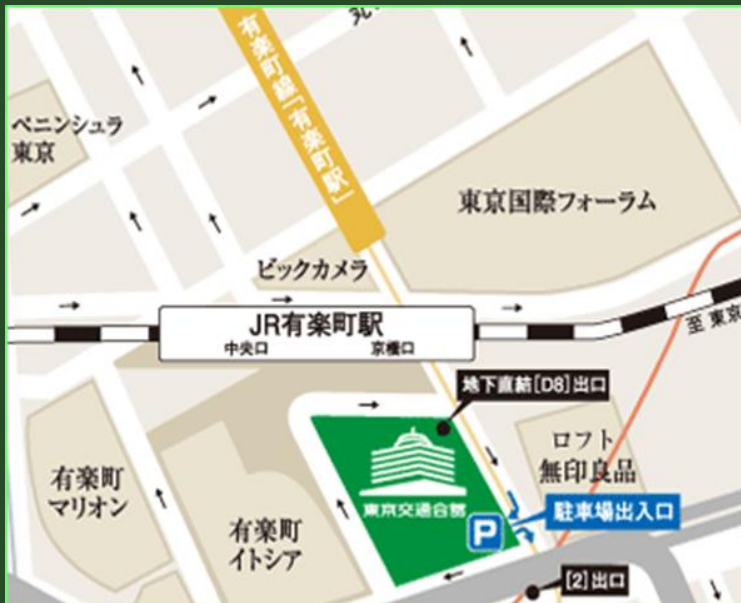 有楽町線「有楽町駅」
ペニンシュラ
東京
東京国際フォーラム
ビックカメラ
JR有楽町駅
中央口
京橋口
至 東京
地下直結[D8]出口
ロフト
無印良品
有楽町
マリオン
東京交通会館
有楽町
イトシア
P
駐車場出入口
[2]出口